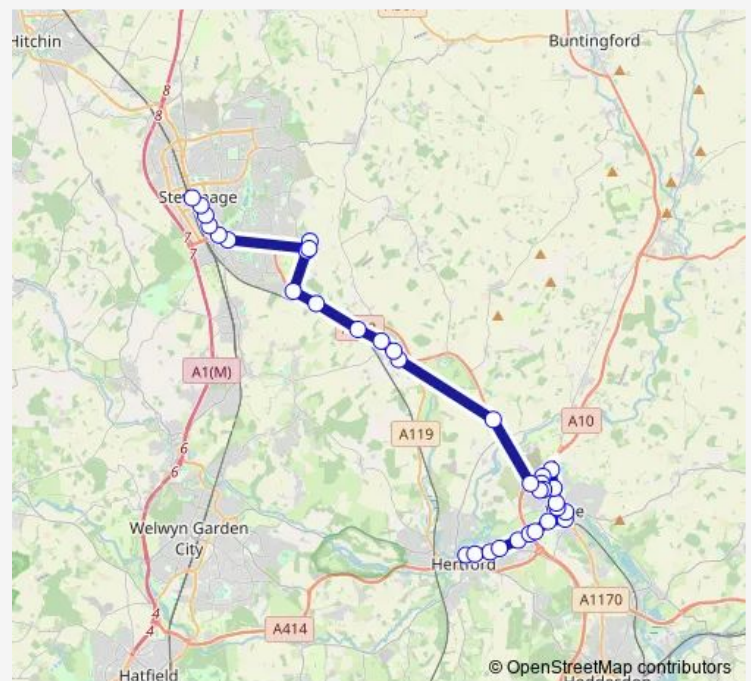 Hitchin
Buntingford
8
8
7
7
A1(M)
A119
A10
6
6
Welwyn Garden
City
Hertford
4
4
A414
A1170
Hatfield
© OpenStreetMap contributors